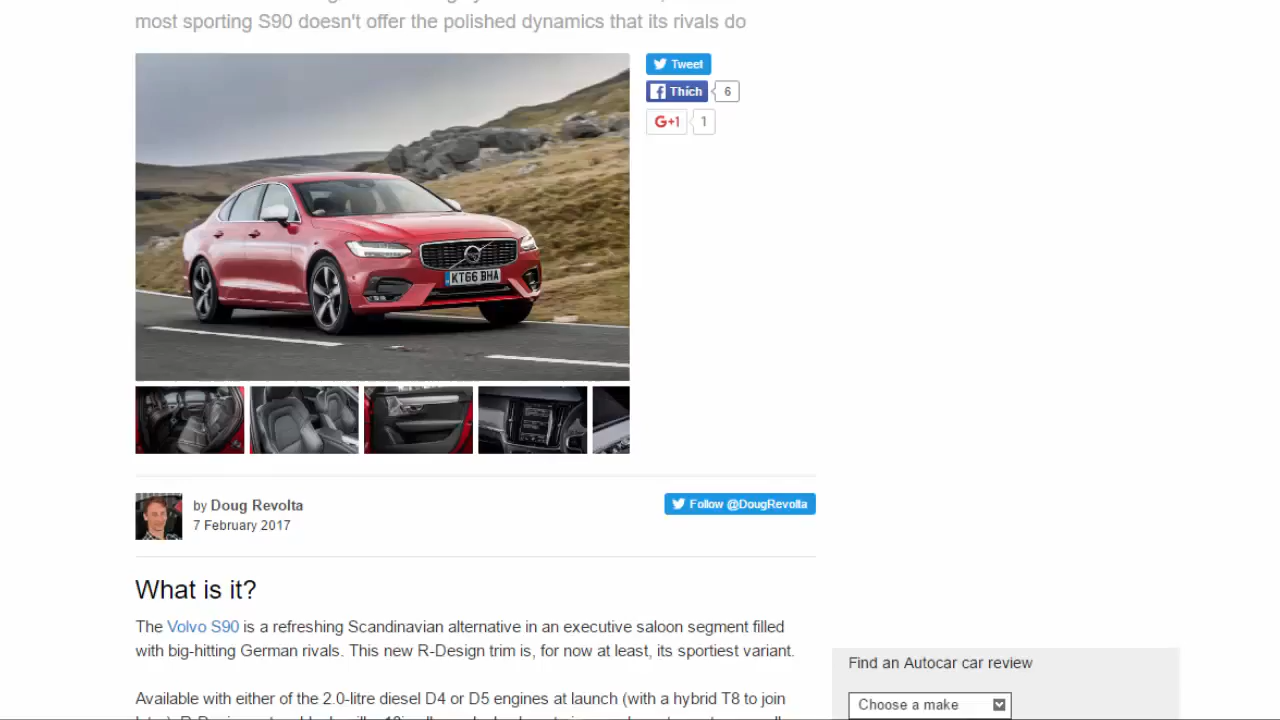 most sporting S90 doesn't offer the polished dynamics that its rivals do
Tweet
Thích 6
G+1 1
KT66 BHA
by Doug Revolta
7 February 2017
Follow @DougRevolta
What is it?
The Volvo S90 is a refreshing Scandinavian alternative in an executive saloon segment filled
with big-hitting German rivals. This new R-Design trim is, for now at least, its sportiest variant.
Find an Autocar car review
Available with either of the 2.0-litre diesel D4 or D5 engines at launch (with a hybrid T8 to join
Choose a make